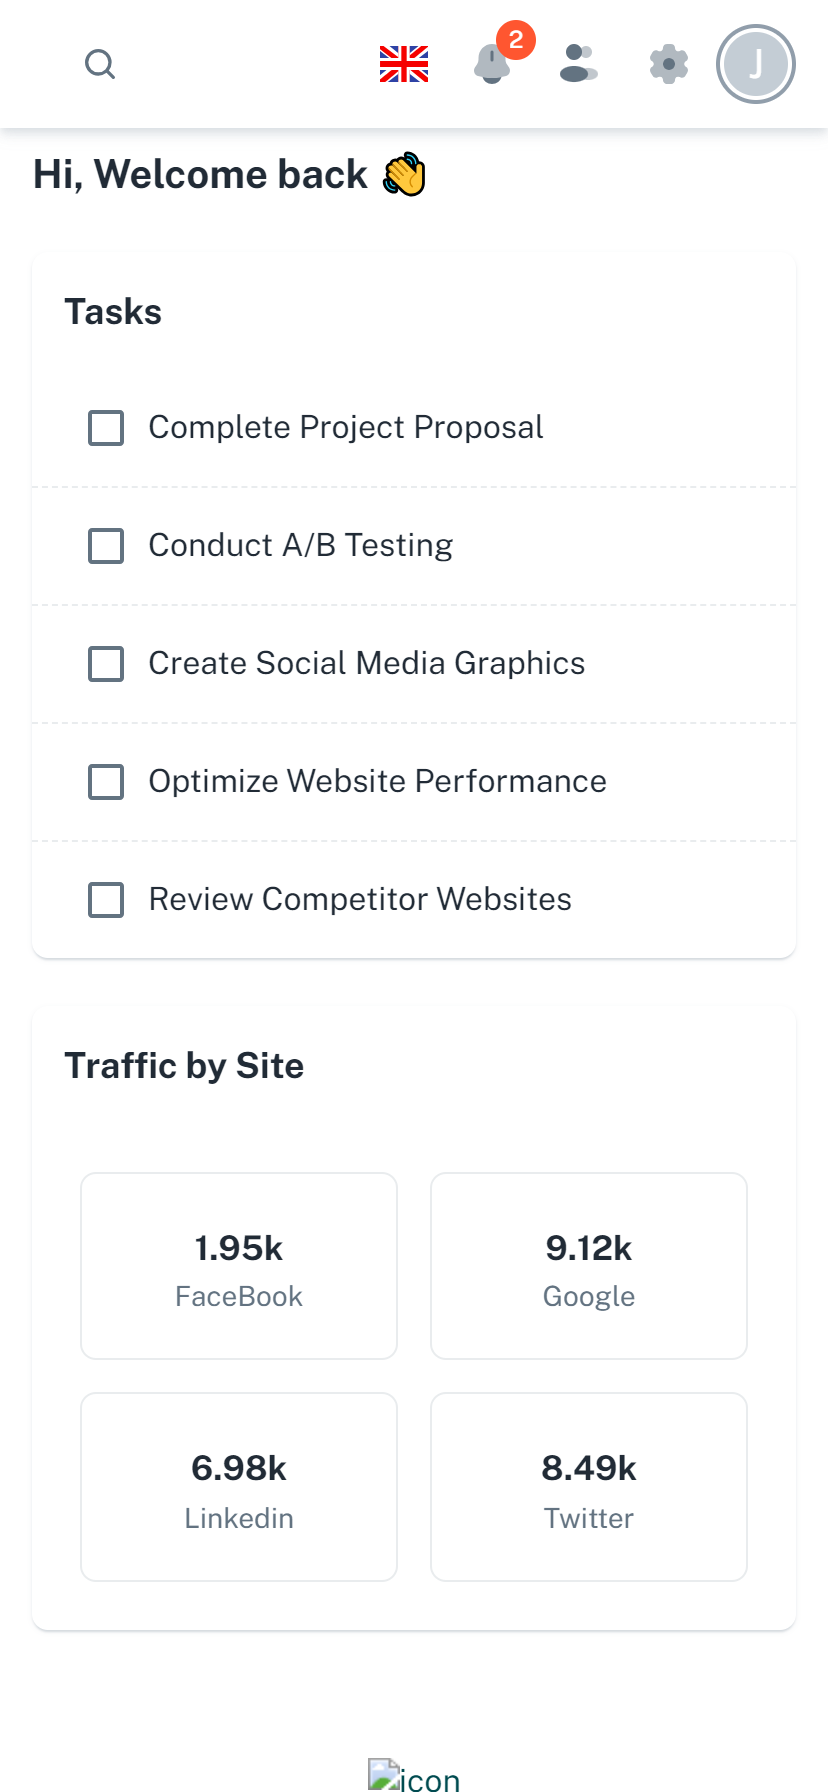 2
J
Hi, Welcome back 👋
Tasks
Complete Project Proposal
Conduct A/B Testing
Create Social Media Graphics
Optimize Website Performance
Review Competitor Websites
Traffic by Site
1.95k
FaceBook
9.12k
Google
6.98k
Linkedin
8.49k
Twitter
icon